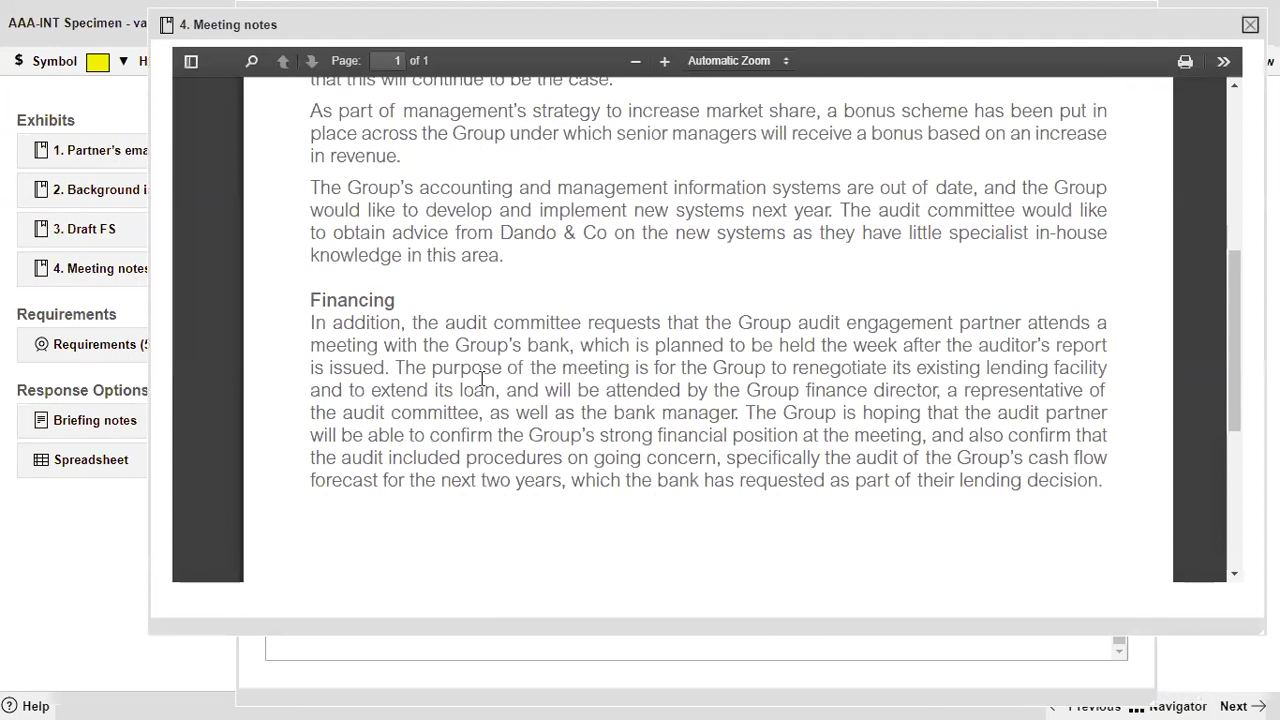 AAA-INT Specimen - va
4. Meeting notes
$ Symbol
Page: 1 of 1
Automatic Zoom
Exhibits
1. Partner's ema
2. Background i
3. Draft FS
4. Meeting notes
Requirements
Requirements (5
Response Options
Briefing notes
Spreadsheet
that this will continue to be the case.
As part of management's strategy to increase market share, a bonus scheme has been put in
place across the Group under which senior managers will receive a bonus based on an increase
in revenue.
The Group's accounting and management information systems are out of date, and the Group
would like to develop and implement new systems next year. The audit committee would like
to obtain advice from Dando & Co on the new systems as they have little specialist in-house
knowledge in this area.
Financing
In addition, the audit committee requests that the Group audit engagement partner attends a
meeting with the Group's bank, which is planned to be held the week after the auditor's report
is issued. The purpose of the meeting is for the Group to renegotiate its existing lending facility
and to extend its loan, and will be attended by the Group finance director, a representative of
the audit committee, as well as the bank manager. The Group is hoping that the audit partner
will be able to confirm the Group's strong financial position at the meeting, and also confirm that
the audit included procedures on going concern, specifically the audit of the Group's cash flow
forecast for the next two years, which the bank has requested as part of their lending decision.
Help
Previous
Navigator
Next